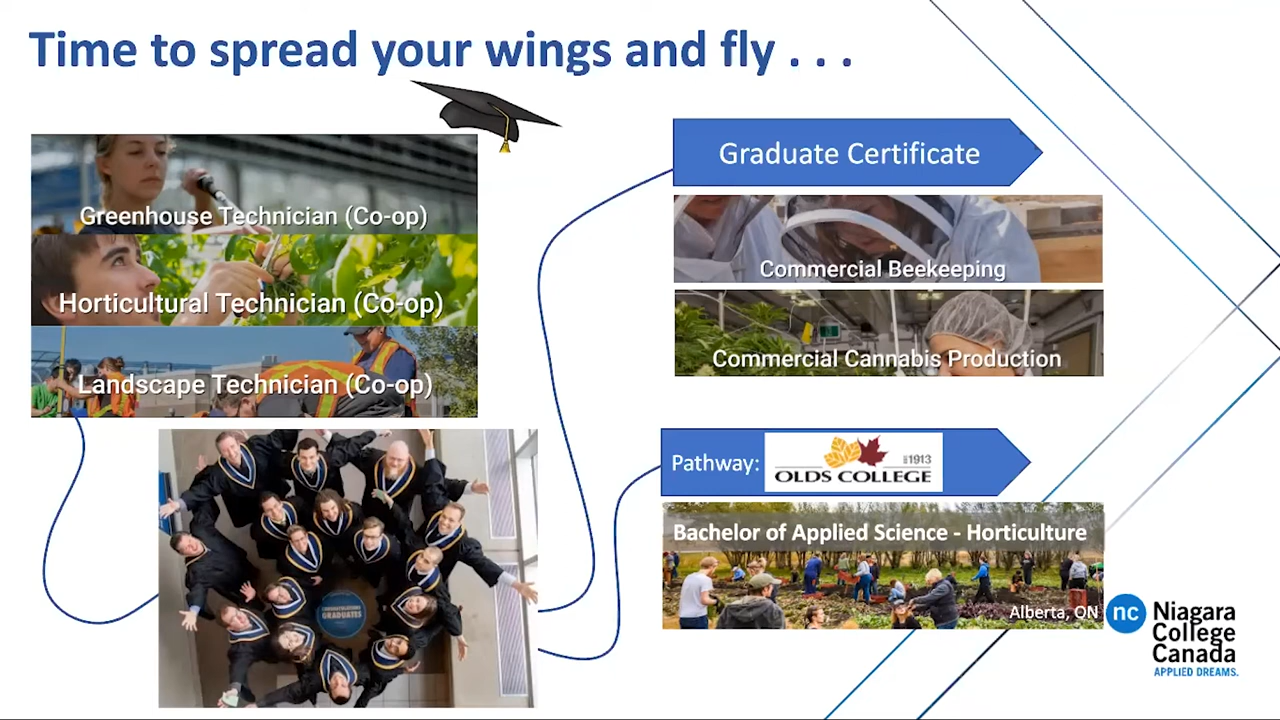 Time to spread your wings and fly . . .
Greenhouse Technician (Co-op)
Horticultural Technician (Co-op)
Landscape Technician (Co-op)
CONGRATULATIONS
GRADUATES
Graduate Certificate
Commercial Beekeeping
Commercial Cannabis Production
Pathway:
1913
OLDS COLLEGE
Bachelor of Applied Science - Horticulture
Alberta, ON
nc
Niagara
College
Canada
APPLIED DREAMS.